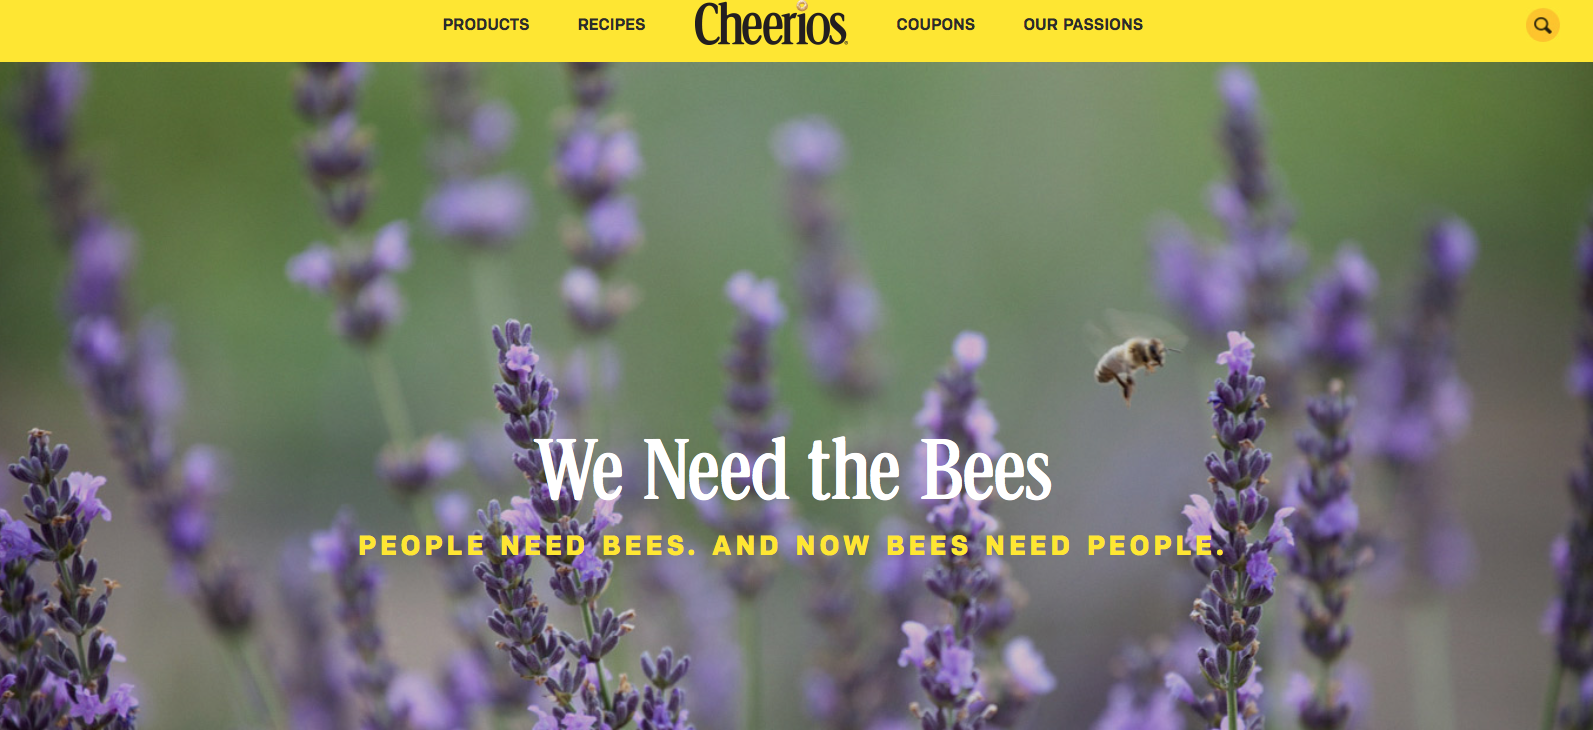 PRODUCTS RECIPES Cheerios COUPONS OUR PASSIONS
We Need the Bees
PEOPLE NEED BEES. AND NOW BEES NEED PEOPLE.